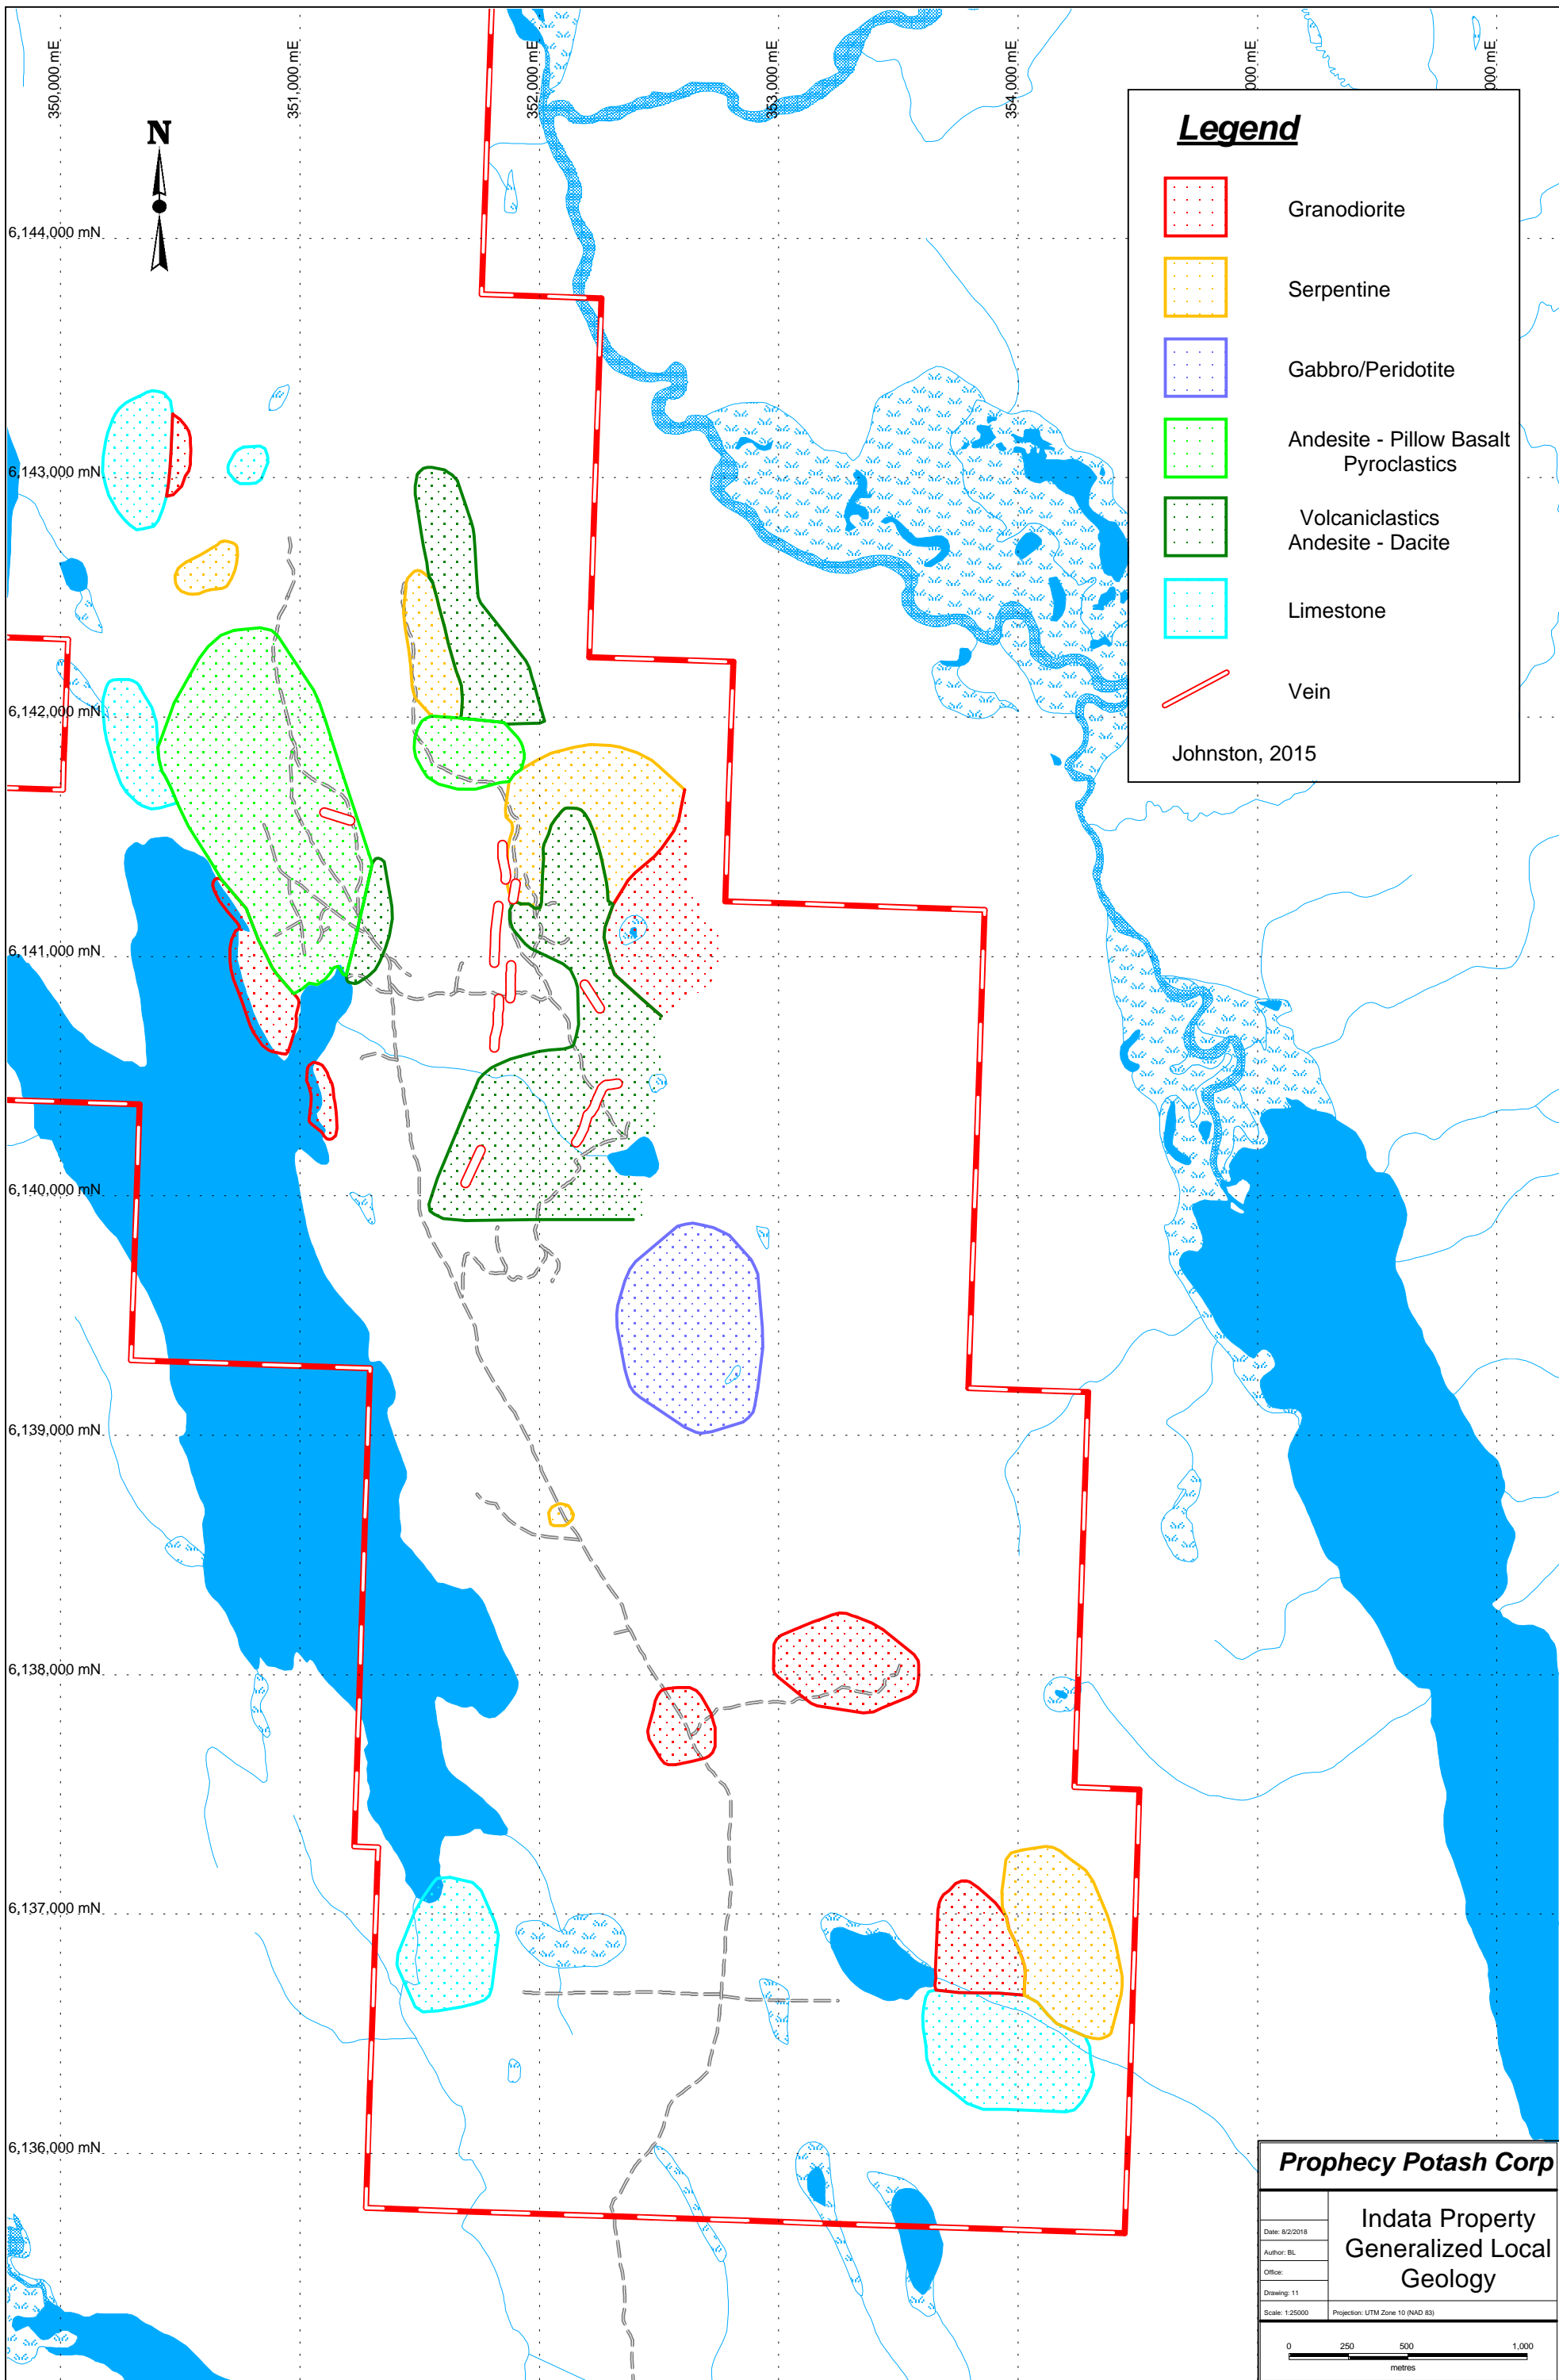 350,000 mE
351,000 mE
352,000 mE
353,000 mE
354,000 mE
000 mE
000 mE
N
6,144,000 mN
6,143,000 mN
6,142,000 mN
6,141,000 mN
6,140,000 mN
6,139,000 mN
6,138,000 mN
6,137,000 mN
6,136,000 mN
Legend
Granodiorite
Serpentine
Gabbro/Peridotite
Andesite - Pillow Basalt
Pyroclastics
Volcaniclastics
Andesite - Dacite
Limestone
Vein
Johnston, 2015
Prophecy Potash Corp
Indata Property
Generalized Local
Geology
Date: 8/2/2018
Author: BL
Office:
Drawing: 11
Scale: 1:25000
Projection: UTM Zone 10 (NAD 83)
0 250 500 1,000
metres